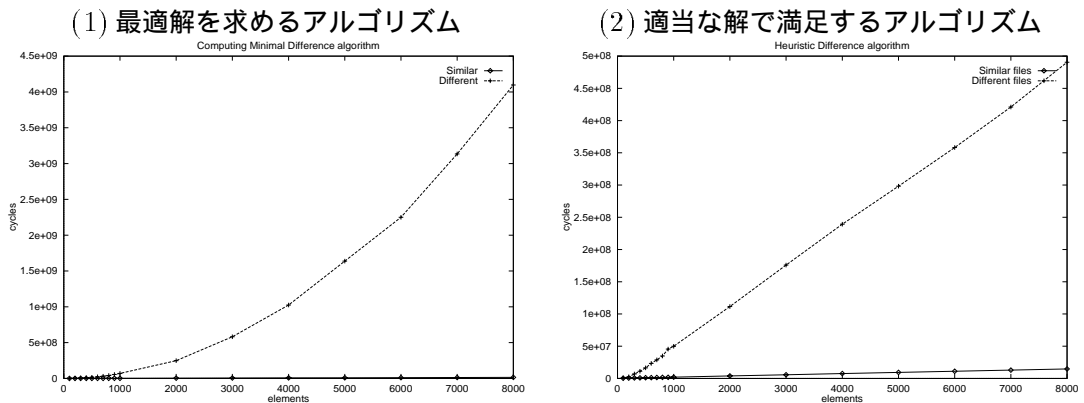 (1) 最適解を求めるアルゴリズム
Computing Minimal Difference algorithm
4.5e+09
4e+09
3.5e+09
3e+09
2.5e+09
2e+09
1.5e+09
1e+09
5e+08
0
cycles
Similar
Different
0 1000 2000 3000 4000 5000 6000 7000 8000
elements
(2) 適当な解で満足するアルゴリズム
Heuristic Difference algorithm
5e+08
4.5e+08
4e+08
3.5e+08
3e+08
2.5e+08
2e+08
1.5e+08
1e+08
5e+07
0
cycles
Similar files
Different files
0 1000 2000 3000 4000 5000 6000 7000 8000
elements